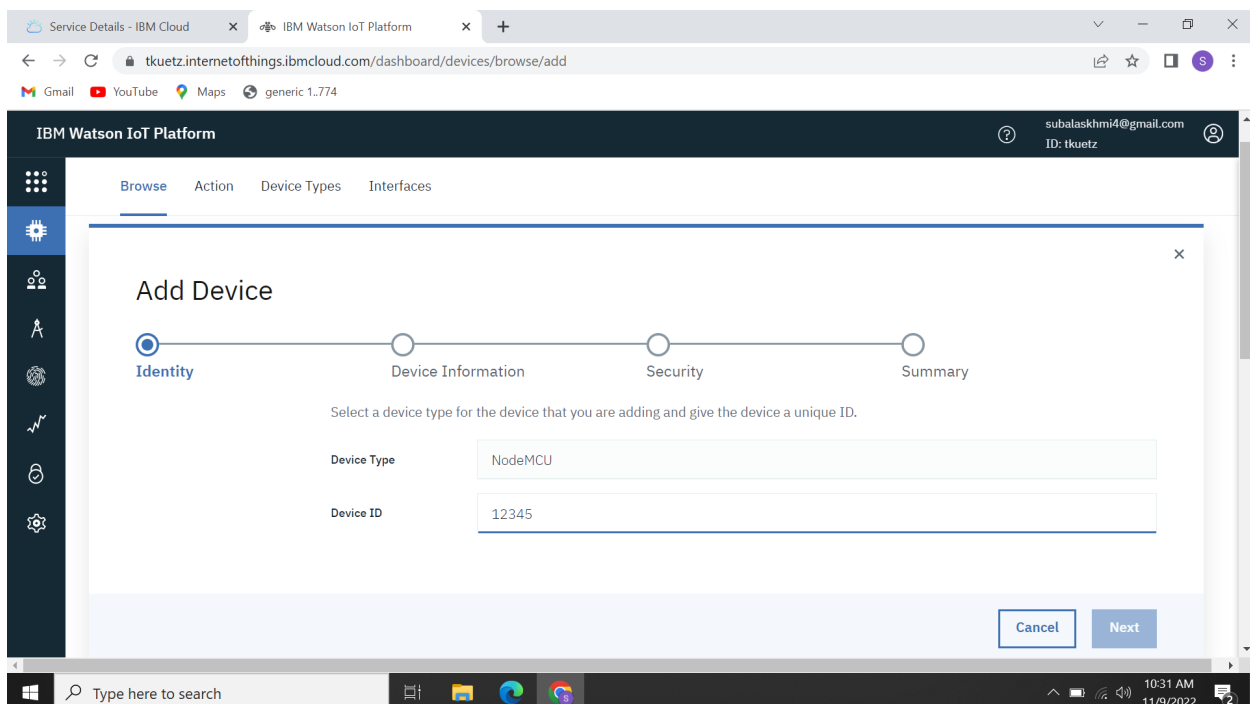 Service Details - IBM Cloud
IBM Watson IoT Platform
tkuetz.internetofthings.ibmcloud.com/dashboard/devices/browse/add
S
Gmail YouTube Maps generic 1..774
IBM Watson IoT Platform
subalaskhmi4@gmail.com
ID: tkuetz
Browse Action Device Types Interfaces
Add Device
Identity Device Information Security Summary
Select a device type for the device that you are adding and give the device a unique ID.
Device Type NodeMCU
Device ID 12345
Cancel Next
Type here to search
10:31 AM
11/9/2022
2